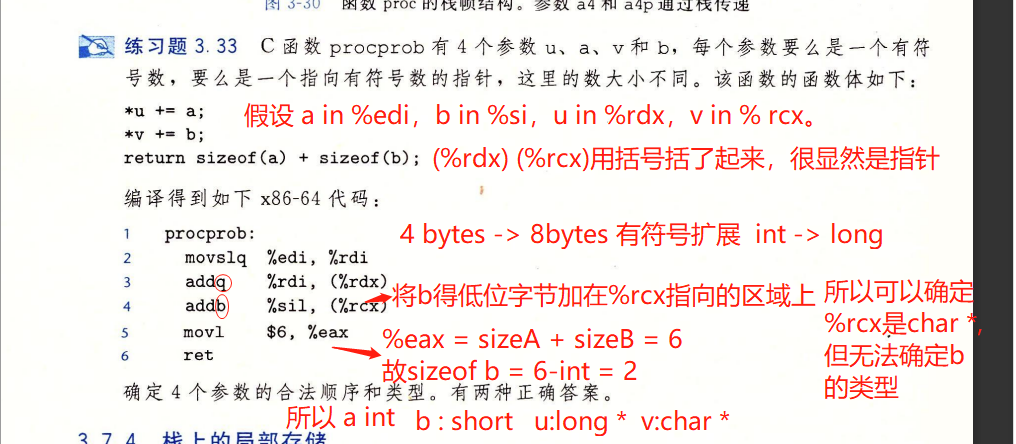 图 3-30 函数 proc 的栈帧结构。参数 a4 和 a4p 通过栈传递
练习题 3.33 C 函数 procprob 有 4 个参数 u、a、v 和 b，每个参数要么是一个有符
号数，要么是一个指向有符号数的指针，这里的数大小不同。该函数的函数体如下：
*u += a;
假设 a in %edi，b in %si，u in %rdx，v in % rcx。
*v += b;
return sizeof(a) + sizeof(b);
(%rdx) (%rcx)用括号括了起来，很显然是指针
编译得到如下 x86-64 代码：
1 procprob:
4 bytes -> 8bytes 有符号扩展 int -> long
2 movslq %edi, %rdi
3 addq %rdi, (%rdx)
4 addb %sil, (%rcx)
将b得低位字节加在%rcx指向的区域上
所以可以确定
%rcx是char *,
但无法确定b
的类型
5 movl $6, %eax
%eax = sizeA + sizeB = 6
6 ret
故sizeof b = 6-int = 2
确定 4 个参数的合法顺序和类型。有两种正确答案。
所以 a int b : short u:long * v:char *
3.7.4 栈上的局部存储